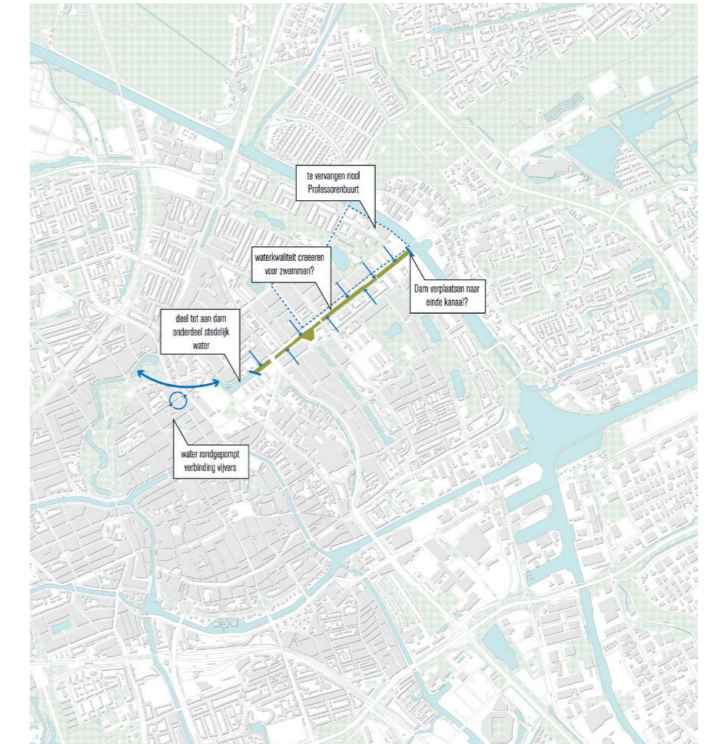 te vervangen riool
Professorenbuurt
waterkwaliteit creeeren
voor zwemmen?
Dam verplaatsen naar
einde kanaal?
deel tot aan dam
onderdeel stedelijk
water
water rondgepompt
verbinding vijvers